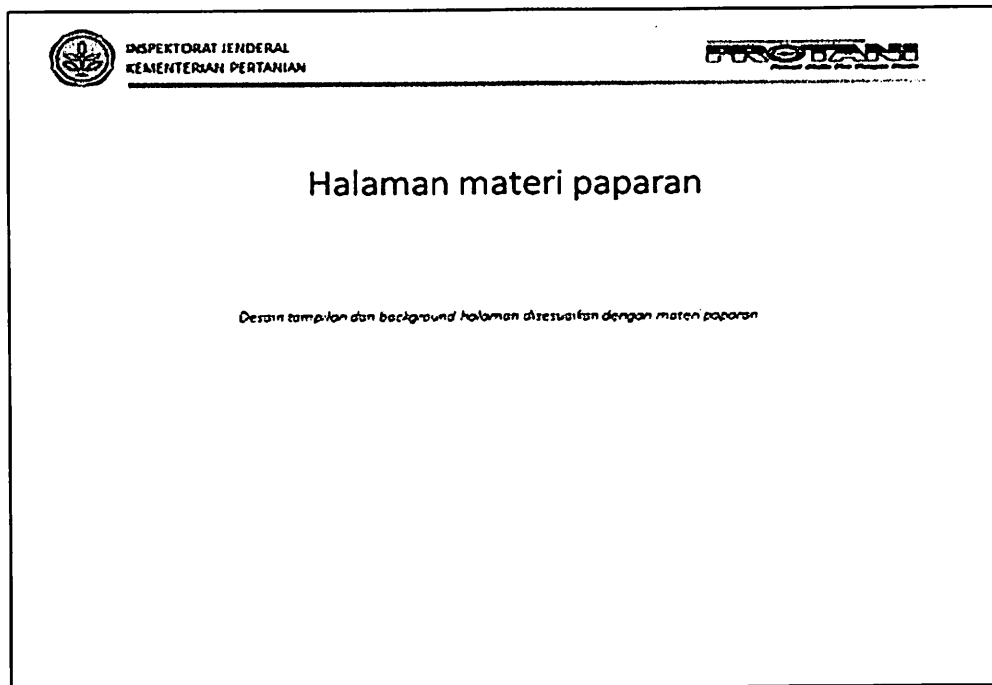 INSPEKTORAT JENDERAL
KEMENTERIAN PERTANIAN
PROTANI
Halaman materi paparan
Desain tampilan dan background halaman disesuaikan dengan materi paparan